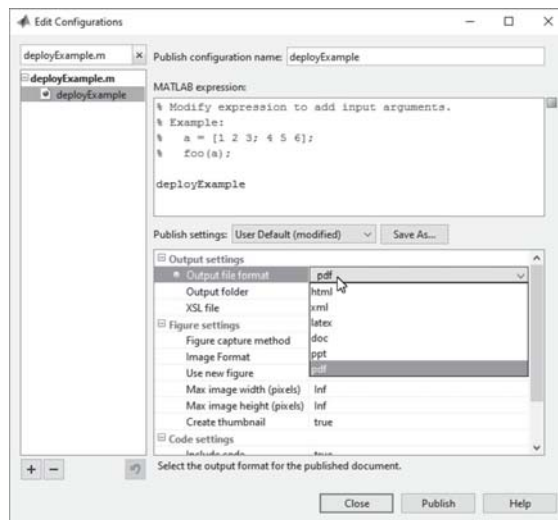 Edit Configurations
deployExample.m
Publish configuration name: deployExample
deployExample.m
deployExample
MATLAB expression:
% Modify expression to add input arguments.
% Example:
%   a = [1 2 3; 4 5 6];
%   foo(a);
deployExample
Publish settings: User Default (modified) Save As...
Output settings
Output file format pdf
Output folder html
XSL file xml
Figure settings latex
Figure capture method doc
Image Format ppt
Use new figure pdf
Max image width (pixels) Inf
Max image height (pixels) Inf
Create thumbnail true
Code settings
Include code true
Select the output format for the published document.
Close Publish Help